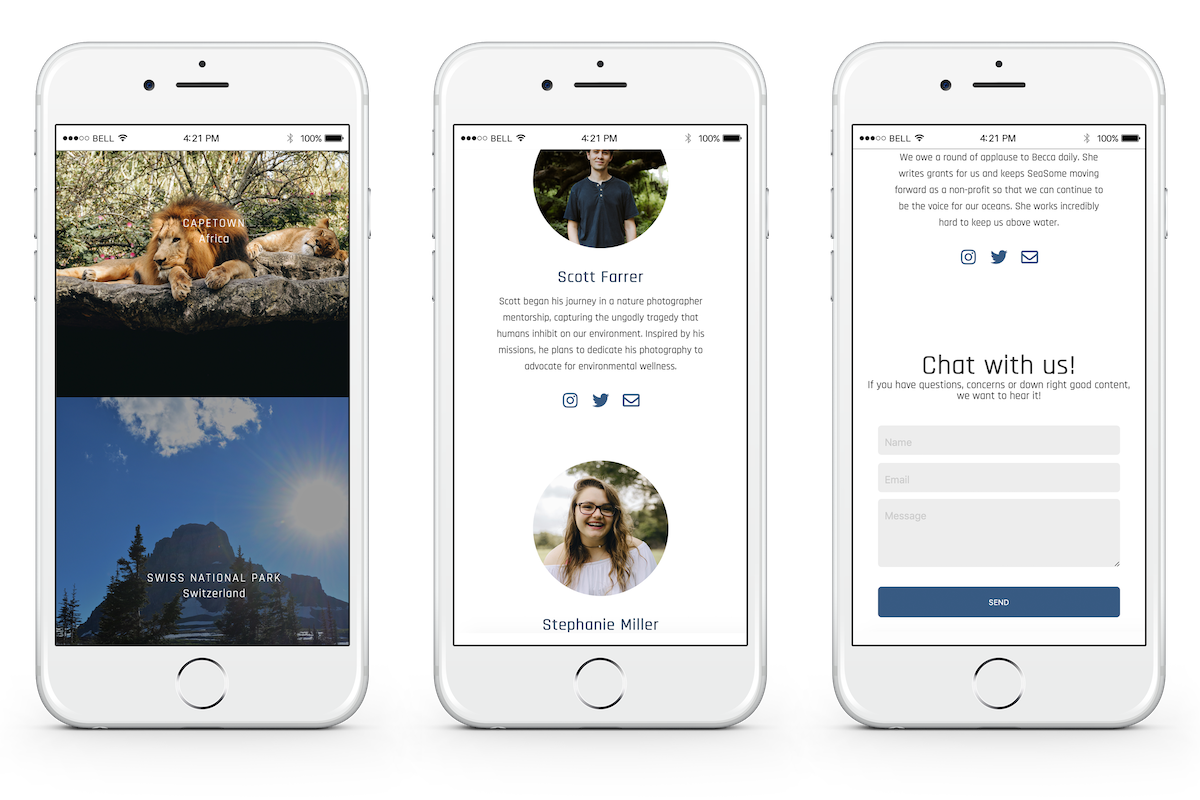 BELL 4:21 PM 100%
CAPETOWN
Africa
SWISS NATIONAL PARK
Switzerland
BELL 4:21 PM 100%
Scott Farrer
Scott began his journey in a nature photographer
mentorship, capturing the ungodly tragedy that
humans inhibit on our environment. Inspired by his
missions, he plans to dedicate his photography to
advocate for environmental wellness.
Stephanie Miller
BELL 4:21 PM 100%
We owe a round of applause to Becca daily. She
writes grants for us and keeps SeaSome moving
forward as a non-profit so that we can continue to
be the voice for our oceans. She works incredibly
hard to keep us above water.
Chat with us!
If you have questions, concerns or down right good content,
we want to hear it!
Name
Email
Message
SEND